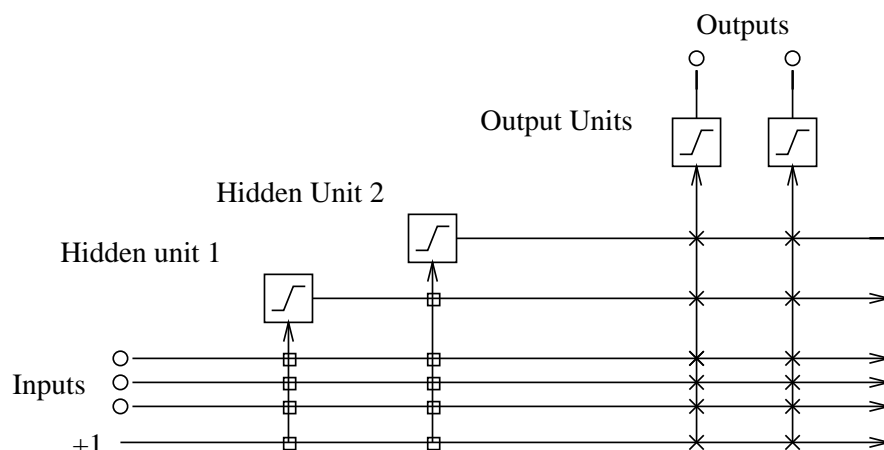 Outputs
Output Units
Hidden Unit 2
Hidden unit 1
Inputs
+1